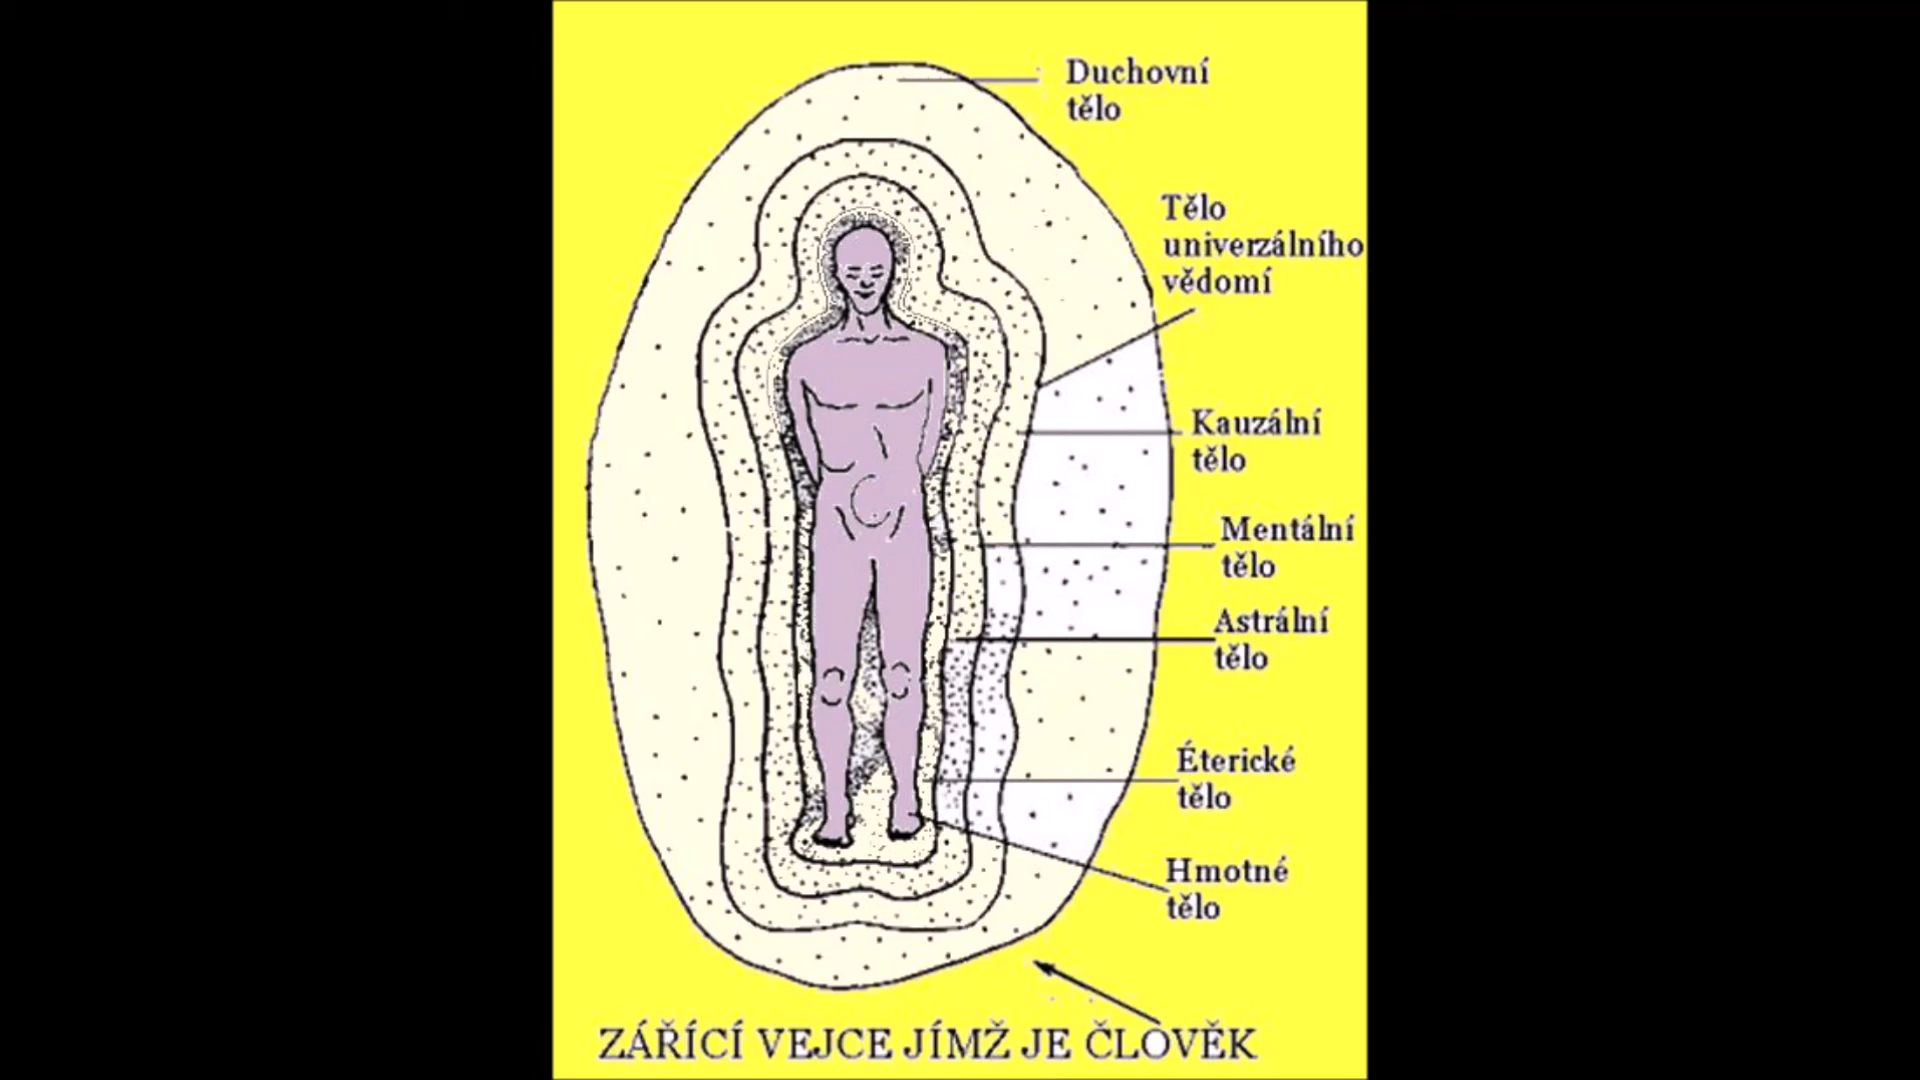 Duchovní
tělo
Tělo
univerzálního
vědomí
Kauzální
tělo
Mentální
tělo
Astrální
tělo
Éterické
tělo
Hmotné
tělo
ZÁŘÍCÍ VEJCE JÍMŽ JE ČLOVĚK